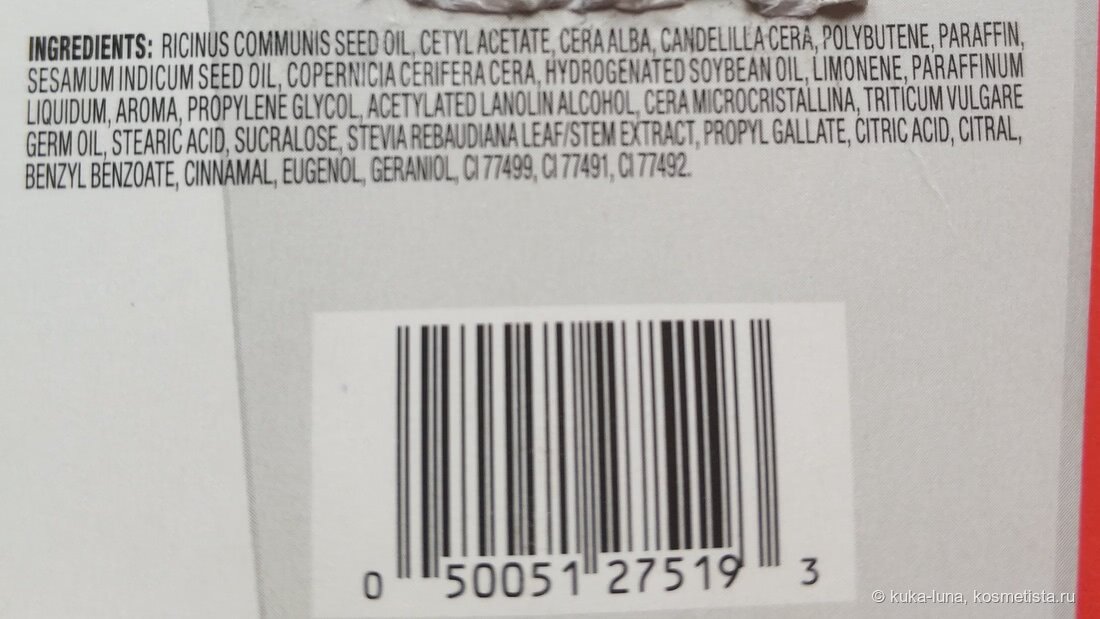 INGREDIENTS: RICINUS COMMUNIS SEED OIL, CETYL ACETATE, CERA ALBA, CANDELILLA CERA, POLYBUTENE, PARAFFIN,
SESAMUM INDICUM SEED OIL, COPERNICIA CERIFERA CERA, HYDROGENATED SOYBEAN OIL, LIMONENE, PARAFFINUM
LIQUIDUM, AROMA, PROPYLENE GLYCOL, ACETYLATED LANOLIN ALCOHOL, CERA MICROCRISTALLINA, TRITICUM VULGARE
GERM OIL, STEARIC ACID, SUCRALOSE, STEVIA REBAUDIANA LEAF/STEM EXTRACT, PROPYL GALLATE, CITRIC ACID, CITRAL,
BENZYL BENZOATE, CINNAMAL, EUGENOL, GERANIOL, CI 77499, CI 77491, CI 77492.
0 50051 27519 3
© kuka-luna, kosmetista.ru